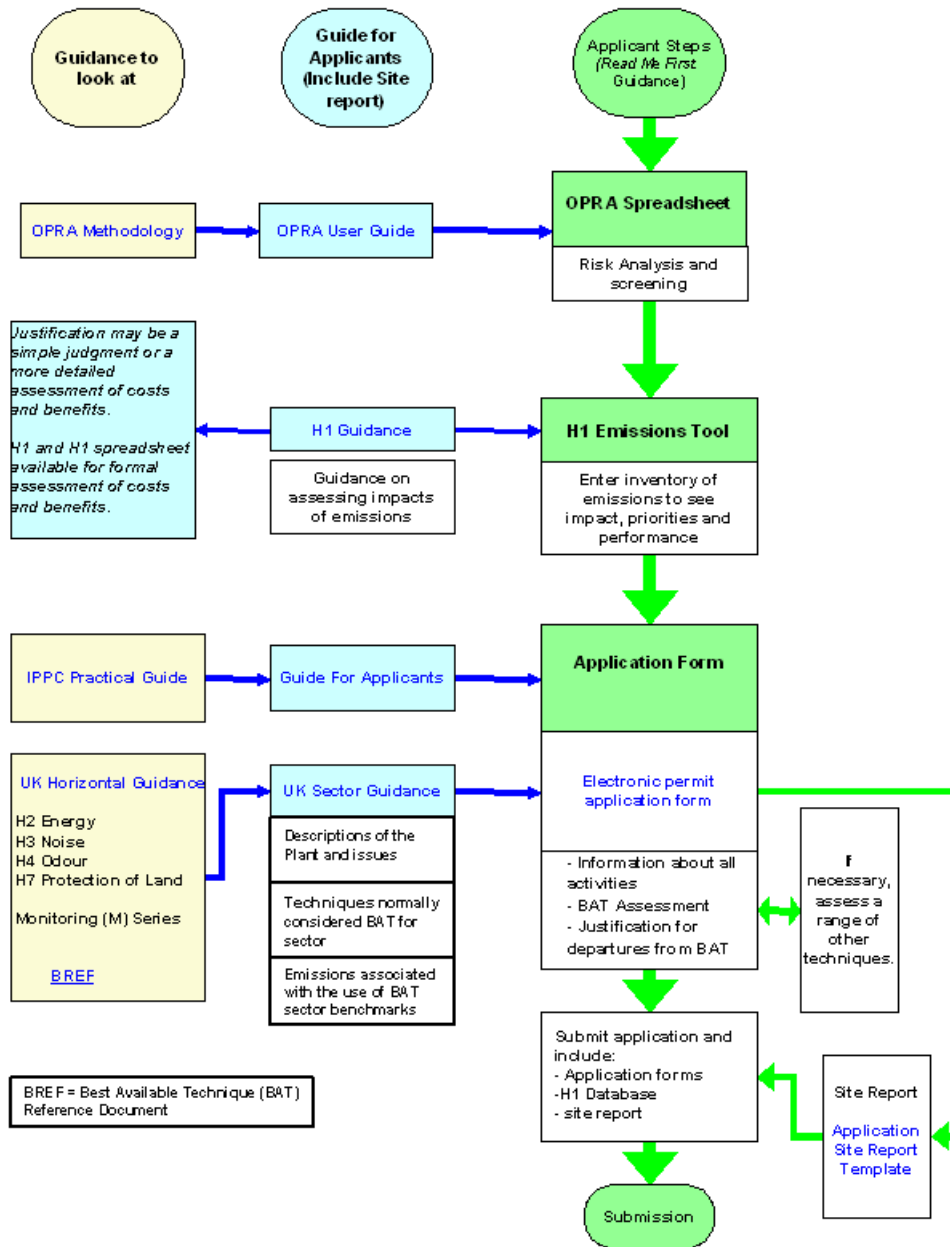 Guidance to
look at
Guide for
Applicants
(Include Site
report)
Applicant Steps
(Read Me First
Guidance)
OPRA Methodology
OPRA User Guide
OPRA Spreadsheet
Risk Analysis and
screening
Justification may be a
simple judgment or a
more detailed
assessment of costs
and benefits.
H1 and H1 spreadsheet
available for formal
assessment of costs
and benefits.
H1 Guidance
Guidance on
assessing impacts
of emissions
H1 Emissions Tool
Enter inventory of
emissions to see
impact, priorities and
performance
IPPC Practical Guide
Guide For Applicants
Application Form
UK Horizontal Guidance
H2 Energy
H3 Noise
H4 Odour
H7 Protection of Land
Monitoring (M) Series
BREF
UK Sector Guidance
Descriptions of the
Plant and issues
Techniques normally
considered BAT for
sector
Emissions associated
with the use of BAT
sector benchmarks
Electronic permit
application form
- Information about all
activities
- BAT Assessment
- Justification for
departures from BAT
If
necessary,
assess a
range of
other
techniques.
BREF = Best Available Technique (BAT)
Reference Document
Submit application and
include:
- Application forms
-H1 Database
- site report
Site Report
Application
Site Report
Template
Submission